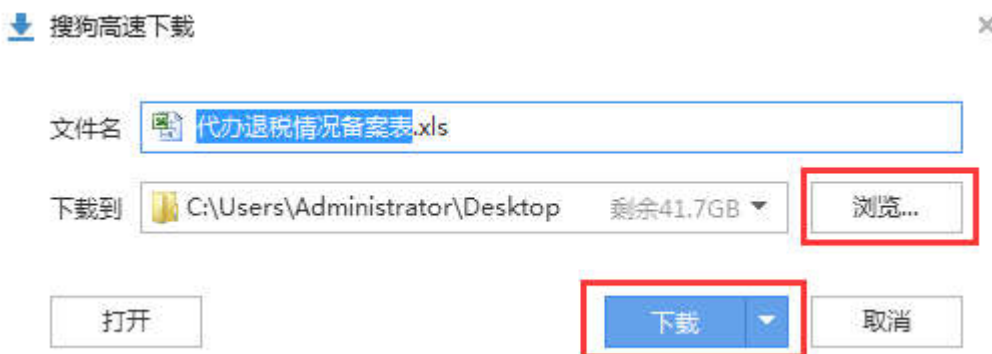 搜狗高速下载
文件名 代办退税情况备案表.xls
下载到 C:\Users\Administrator\Desktop 剩余41.7GB 浏览...
打开 下载 取消